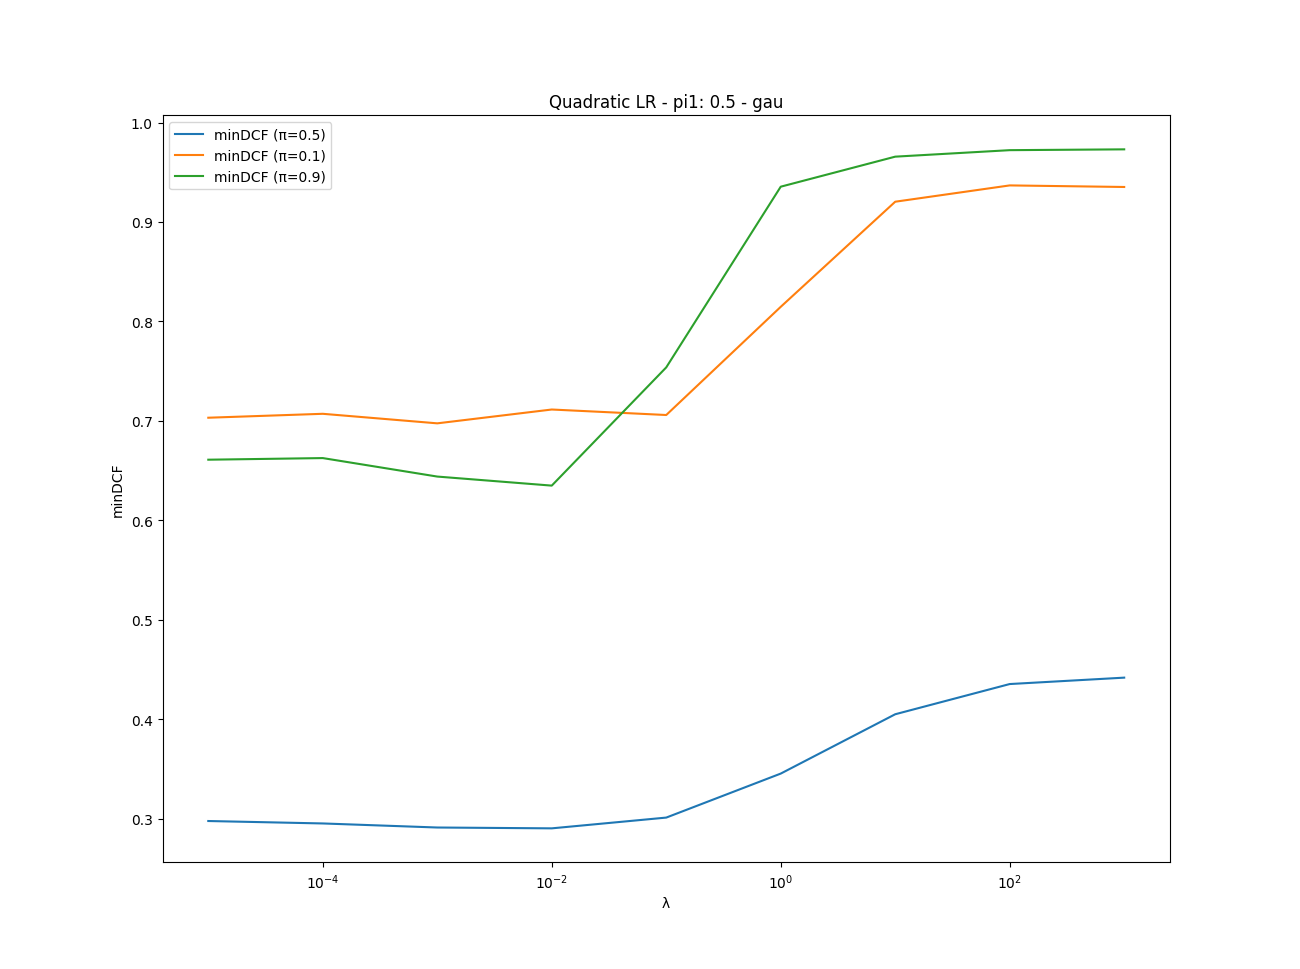 Quadratic LR - pi1: 0.5 - gau
minDCF (π=0.5)
minDCF (π=0.1)
minDCF (π=0.9)
1.0
0.9
0.8
0.7
0.6
0.5
0.4
0.3
minDCF
10⁻⁴
10⁻²
10⁰
10²
λ